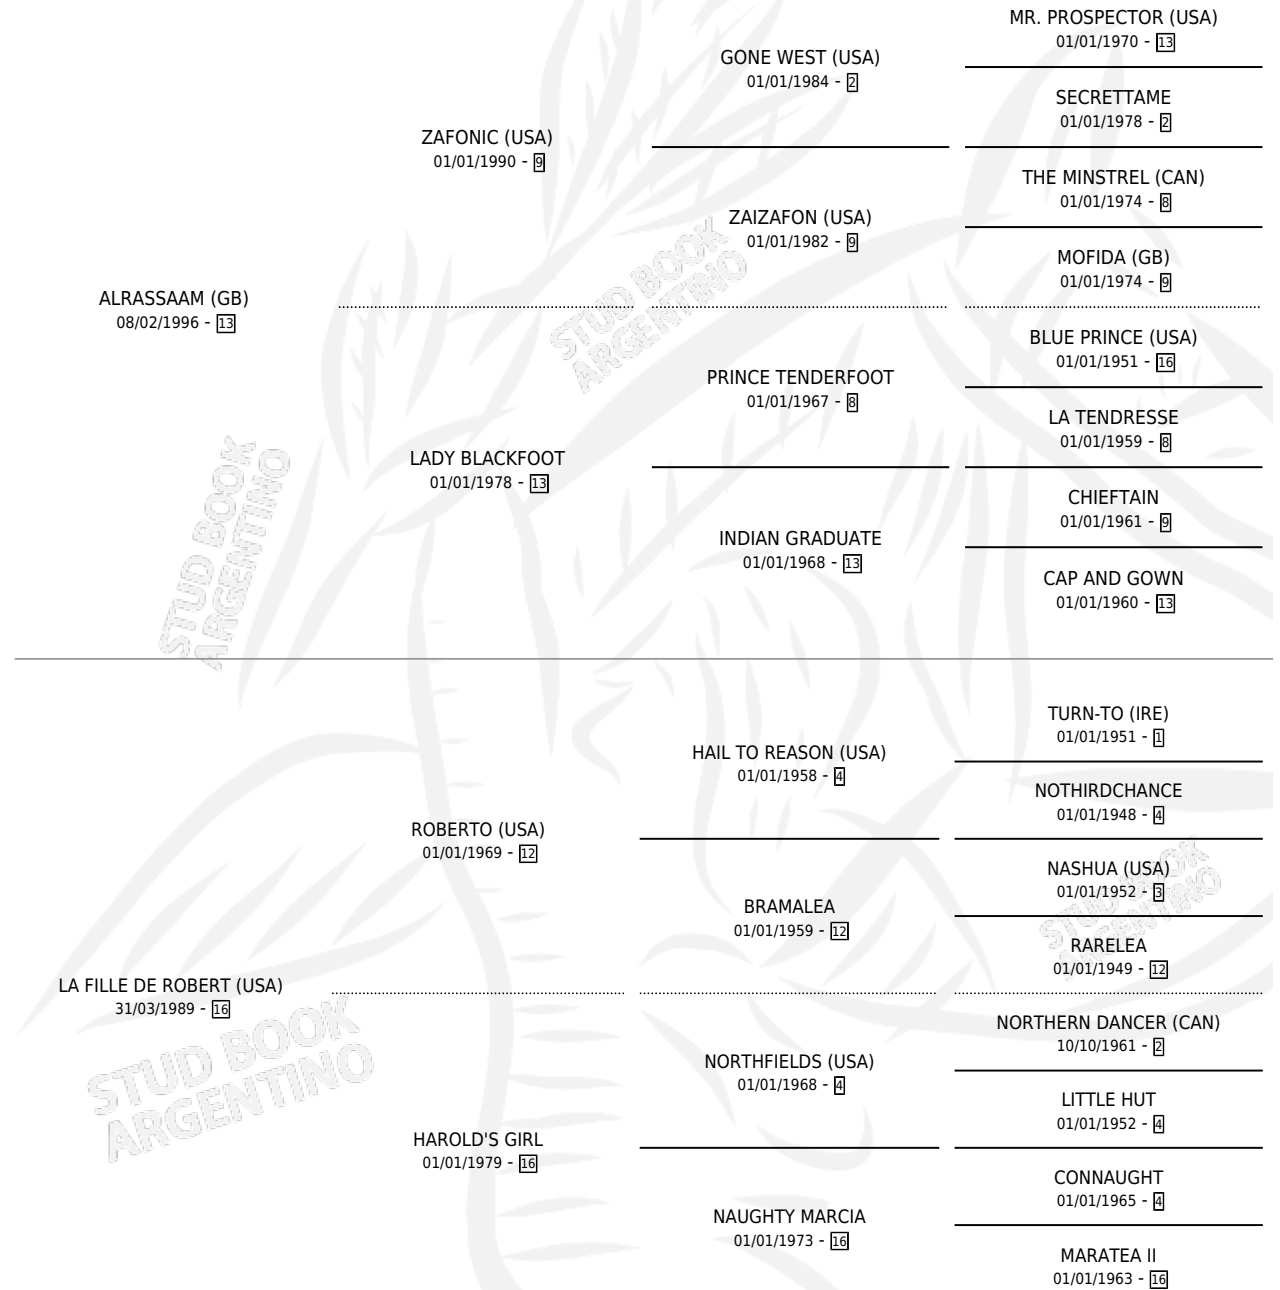 MR. PROSPECTOR (USA)
01/01/1970 - 13
GONE WEST (USA)
01/01/1984 - 2
SECRETTAME
01/01/1978 - 2
ZAFONIC (USA)
01/01/1990 - 9
THE MINSTREL (CAN)
01/01/1974 - 8
ZAIZAFON (USA)
01/01/1982 - 9
MOFIDA (GB)
01/01/1974 - 9
ALRASSAAM (GB)
08/02/1996 - 13
BLUE PRINCE (USA)
01/01/1951 - 16
PRINCE TENDERFOOT
01/01/1967 - 8
LA TENDRESSE
01/01/1959 - 8
LADY BLACKFOOT
01/01/1978 - 13
CHIEFTAIN
01/01/1961 - 9
INDIAN GRADUATE
01/01/1968 - 13
CAP AND GOWN
01/01/1960 - 13
TURN-TO (IRE)
01/01/1951 - 1
HAIL TO REASON (USA)
01/01/1958 - 4
NOTHIRDCHANCE
01/01/1948 - 4
ROBERTO (USA)
01/01/1969 - 12
NASHUA (USA)
01/01/1952 - 3
BRAMALEA
01/01/1959 - 12
RARELEA
01/01/1949 - 12
LA FILLE DE ROBERT (USA)
31/03/1989 - 16
NORTHERN DANCER (CAN)
10/10/1961 - 2
NORTHFIELDS (USA)
01/01/1968 - 4
LITTLE HUT
01/01/1952 - 4
HAROLD'S GIRL
01/01/1979 - 16
CONNAUGHT
01/01/1965 - 4
NAUGHTY MARCIA
01/01/1973 - 16
MARATEA II
01/01/1963 - 16
STUD BOOK
ARGENTINO
STUD BOOK
ARGENTINO
STUD BOOK
ARGENTINO
STUD BOOK
ARGENTINO